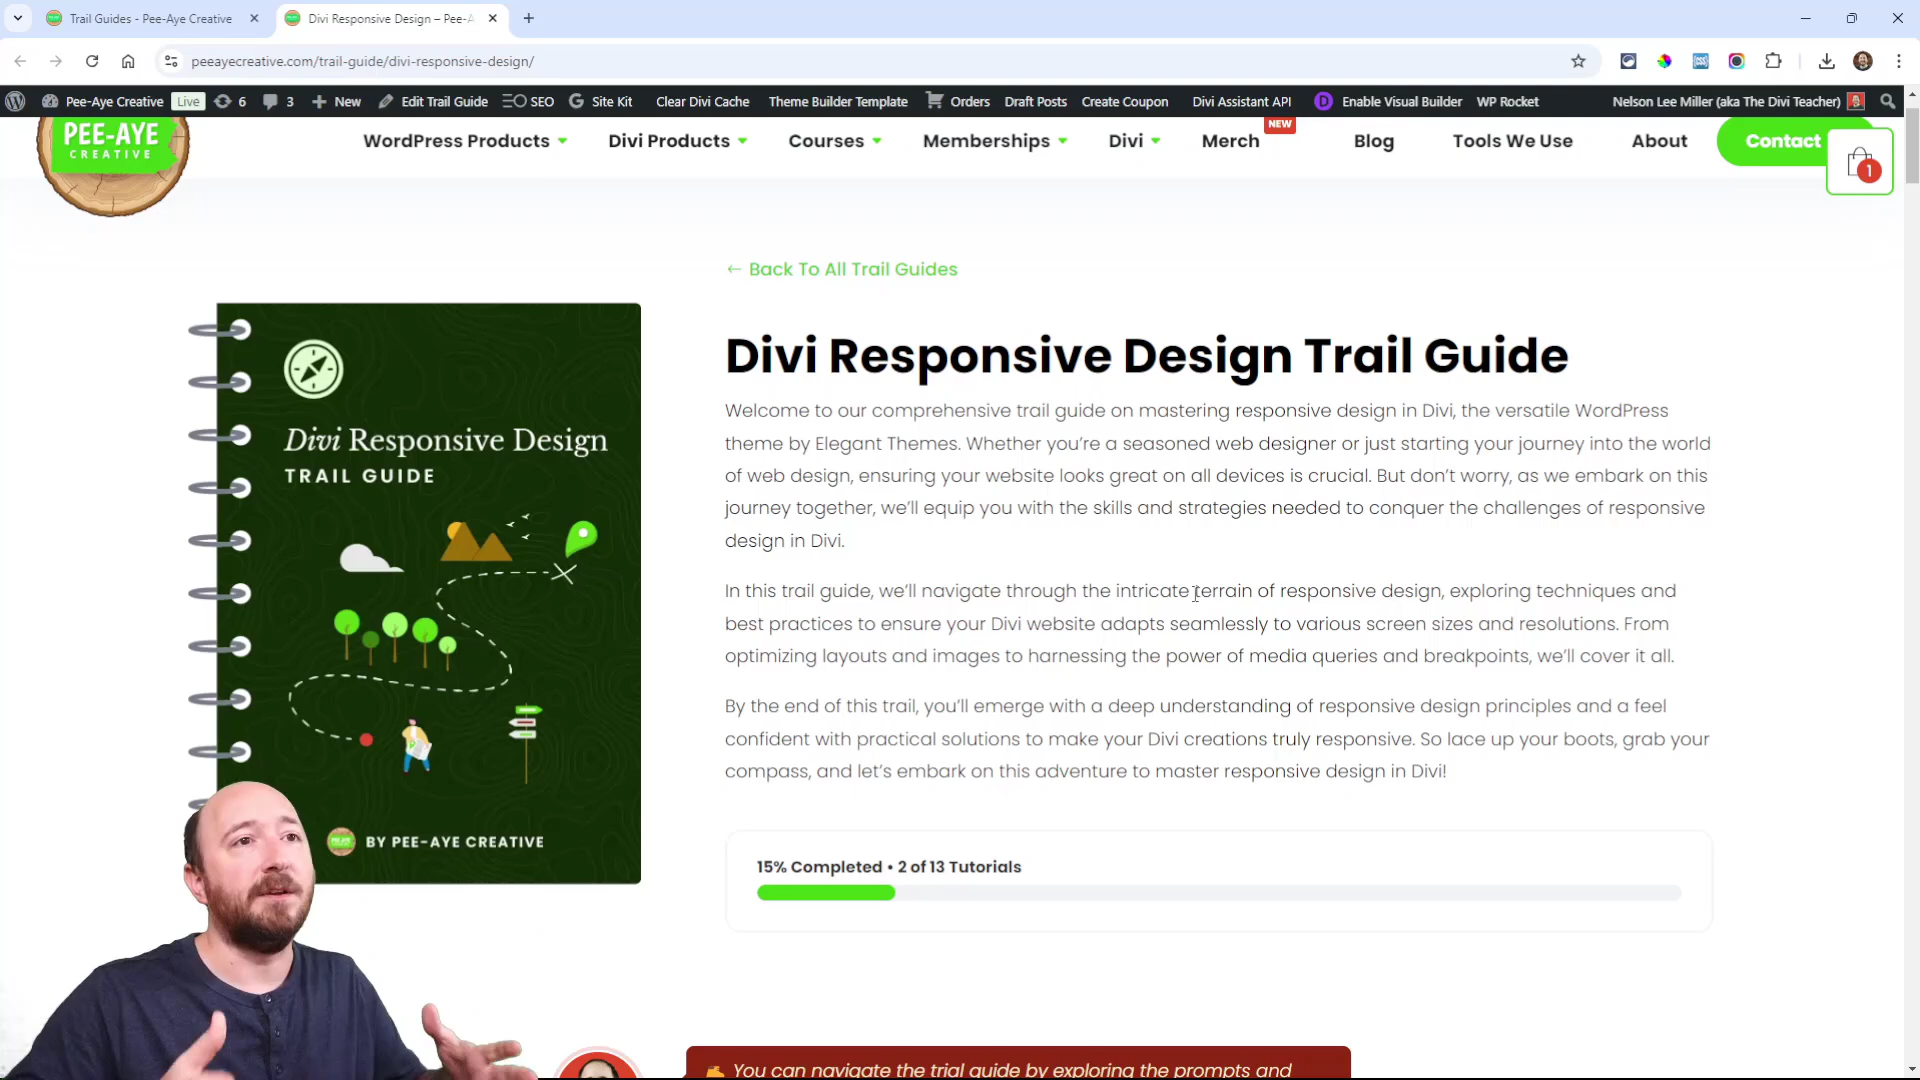 Trail Guides - Pee-Aye Creative
Divi Responsive Design – Pee-A
peeayecreative.com/trail-guide/divi-responsive-design/
Pee-Aye Creative Live 6 3 New Edit Trail Guide SEO Site Kit Clear Divi Cache Theme Builder Template Orders Draft Posts Create Coupon Divi Assistant API Enable Visual Builder WP Rocket Nelson Lee Miller (aka The Divi Teacher)
PEE-AYE
CREATIVE
WordPress Products Divi Products Courses Memberships Divi Merch NEW Blog Tools We Use About Contact
1
← Back To All Trail Guides
Divi Responsive Design
TRAIL GUIDE
BY PEE-AYE CREATIVE
Divi Responsive Design Trail Guide
Welcome to our comprehensive trail guide on mastering responsive design in Divi, the versatile WordPress
theme by Elegant Themes. Whether you’re a seasoned web designer or just starting your journey into the world
of web design, ensuring your website looks great on all devices is crucial. But don’t worry, as we embark on this
journey together, we’ll equip you with the skills and strategies needed to conquer the challenges of responsive
design in Divi.
In this trail guide, we’ll navigate through the intricate terrain of responsive design, exploring techniques and
best practices to ensure your Divi website adapts seamlessly to various screen sizes and resolutions. From
optimizing layouts and images to harnessing the power of media queries and breakpoints, we’ll cover it all.
By the end of this trail, you’ll emerge with a deep understanding of responsive design principles and a feel
confident with practical solutions to make your Divi creations truly responsive. So lace up your boots, grab your
compass, and let’s embark on this adventure to master responsive design in Divi!
15% Completed • 2 of 13 Tutorials
You can navigate the trial guide by exploring the prompts and